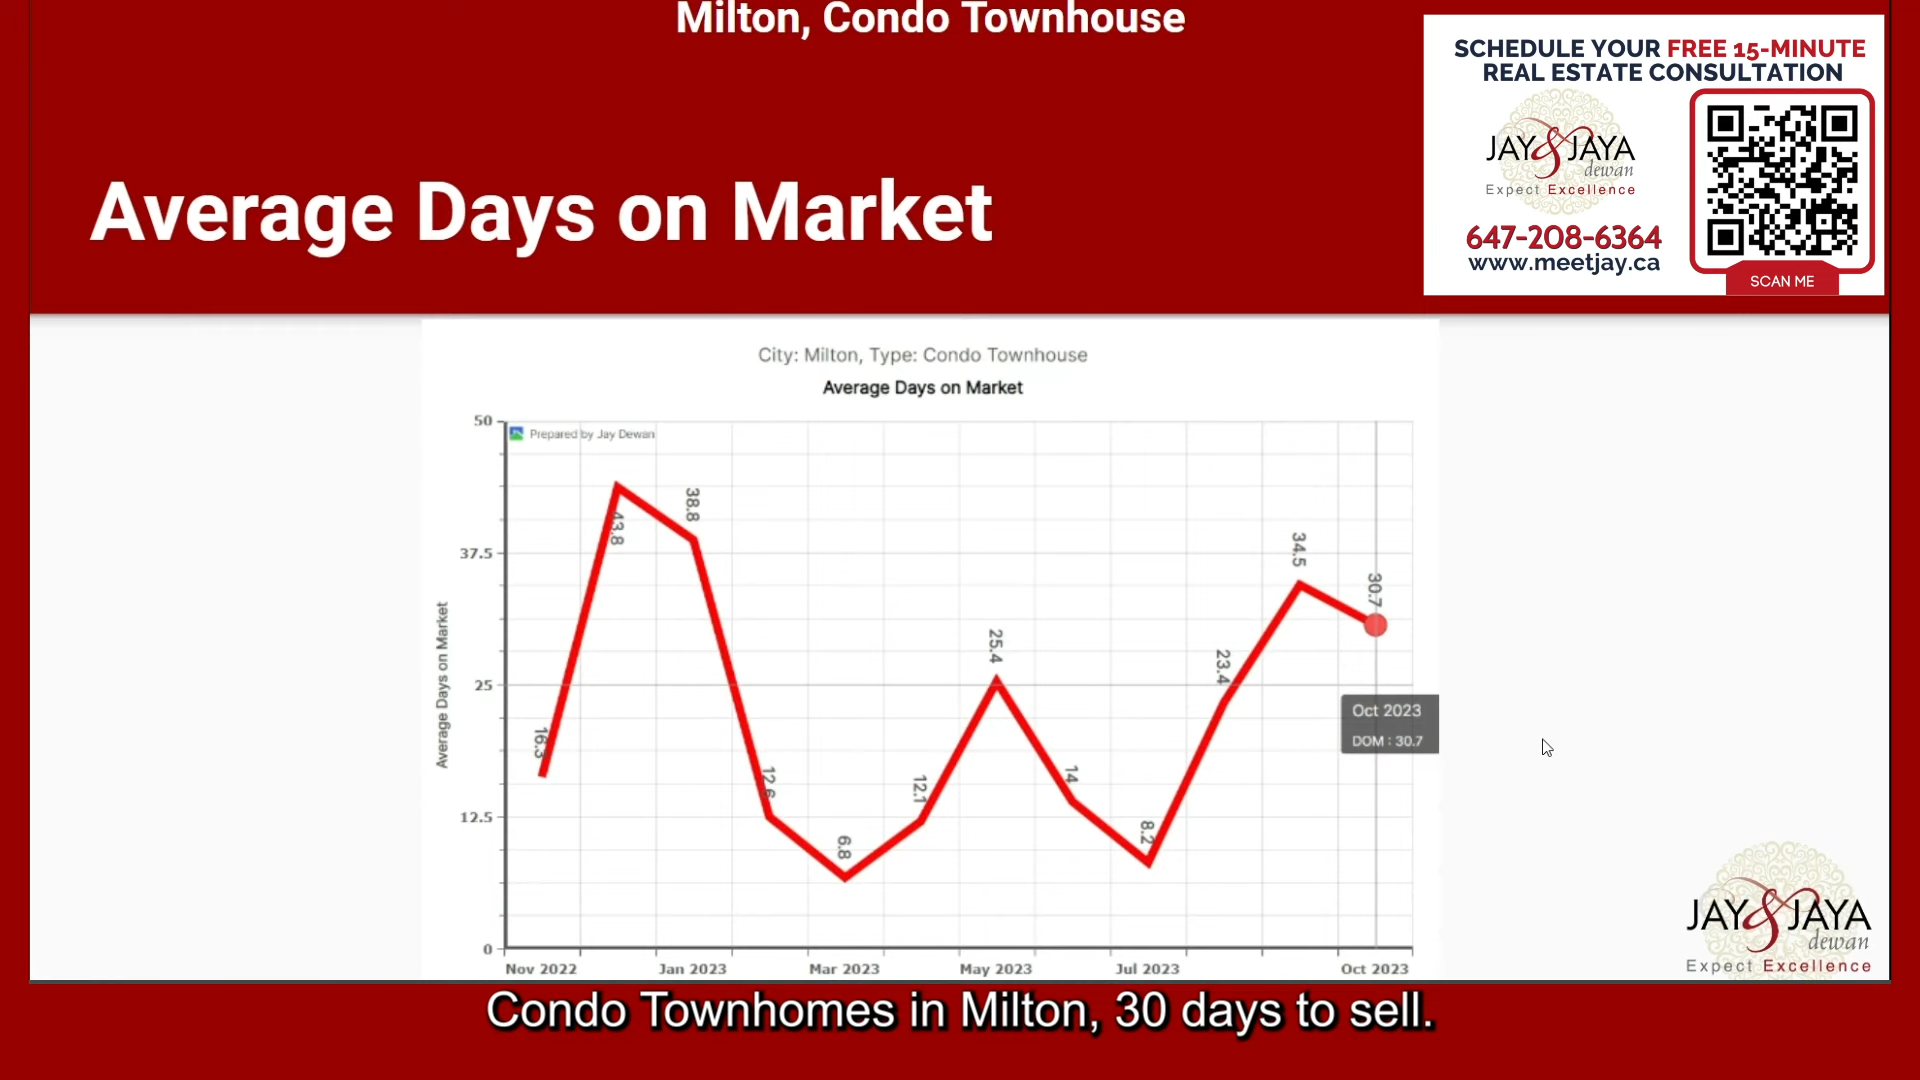 Milton, Condo Townhouse
SCHEDULE YOUR FREE 15-MINUTE
REAL ESTATE CONSULTATION
JAY & JAYA
dewan
Expect Excellence
647-208-6364
www.meetjay.ca
SCAN ME
Average Days on Market
City: Milton, Type: Condo Townhouse
Average Days on Market
Prepared by Jay Dewan
Average Days on Market
50
37.5
25
12.5
0
16.3
43.8
38.8
12.6
6.8
12.1
25.4
14
8.2
23.4
34.5
30.7
Oct 2023
DOM : 30.7
Nov 2022
Jan 2023
Mar 2023
May 2023
Jul 2023
Oct 2023
JAY & JAYA
dewan
Expect Excellence
Condo Townhomes in Milton, 30 days to sell.